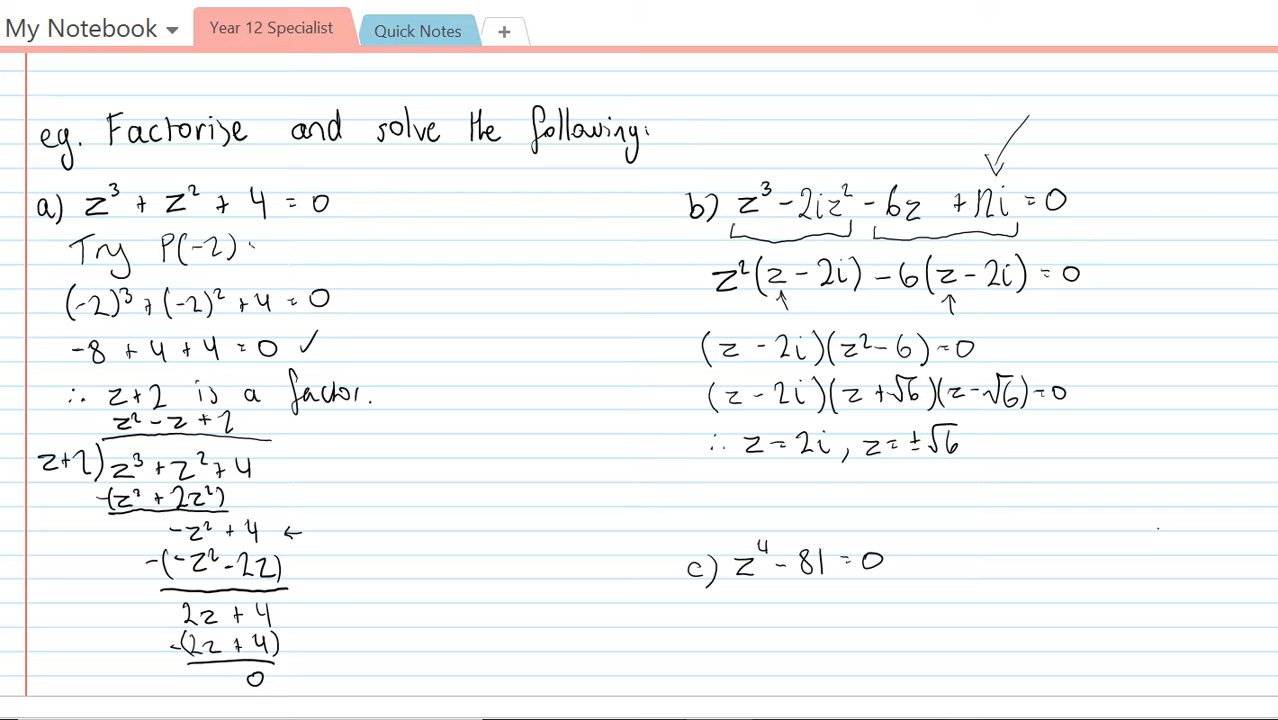 My Notebook
Year 12 Specialist
Quick Notes
+
eg. Factorise and solve the following:
a) z³ + z² + 4 = 0
Try P(-2)
(-2)³ + (-2)² + 4 = 0
-8 + 4 + 4 = 0 ✓
∴ z+2 is a factor.
z² - z + 2
z+2) z³ + z² + 4
-(z³ + 2z²)
-z² + 4 ←
-(-z² - 2z)
2z + 4
-(2z + 4)
0
b) z³ - 2iz² - 6z + 12i = 0
z²(z - 2i) - 6(z - 2i) = 0
(z - 2i)(z² - 6) = 0
(z - 2i)(z + √6)(z - √6) = 0
∴ z = 2i, z = ±√6
c) z⁴ - 81 = 0